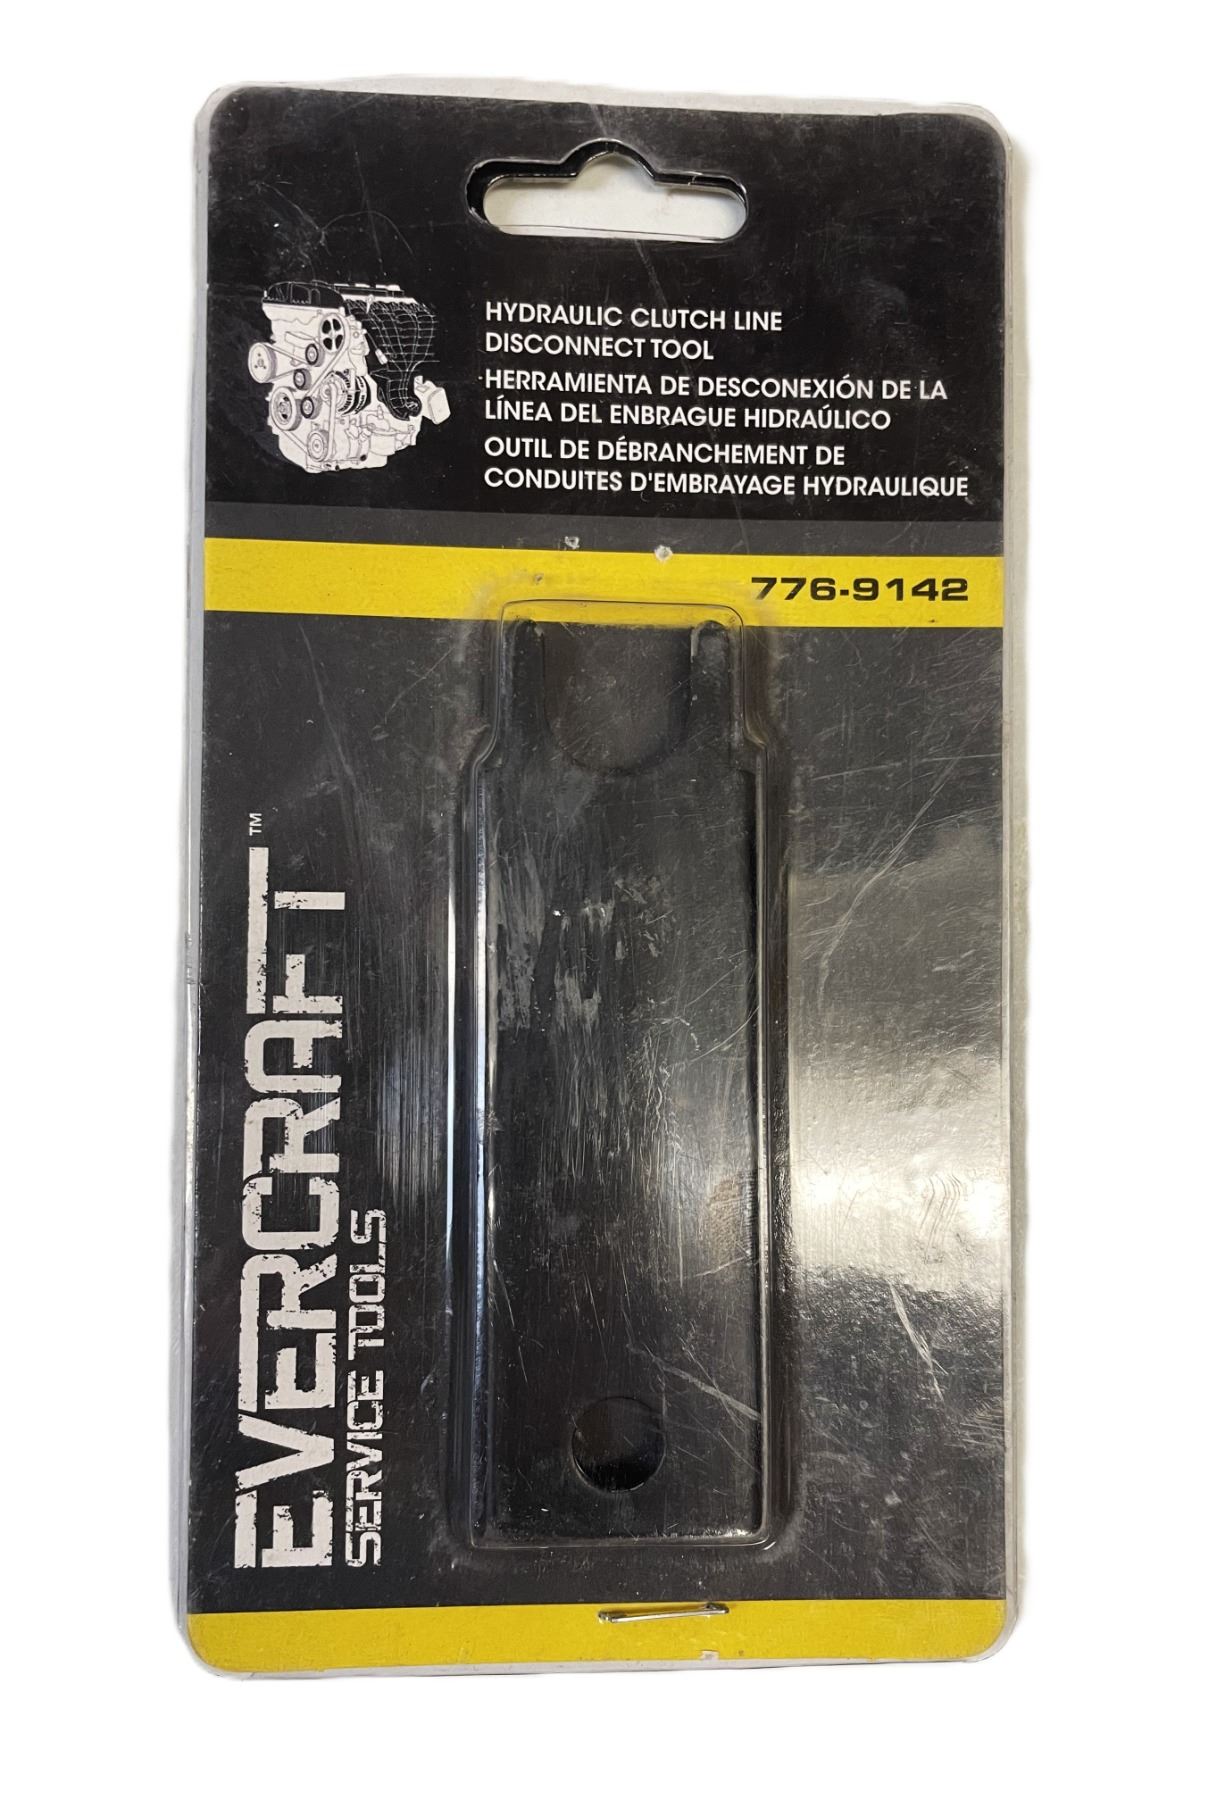 HYDRAULIC CLUTCH LINE
DISCONNECT TOOL
HERRAMIENTA DE DESCONEXIÓN DE LA
LÍNEA DEL ENBRAGUE HIDRAÚLICO
OUTIL DE DÉBRANCHEMENT DE
CONDUITES D'EMBRAYAGE HYDRAULIQUE
776-9142
EVERCRAFT™
SERVICE TOOLS